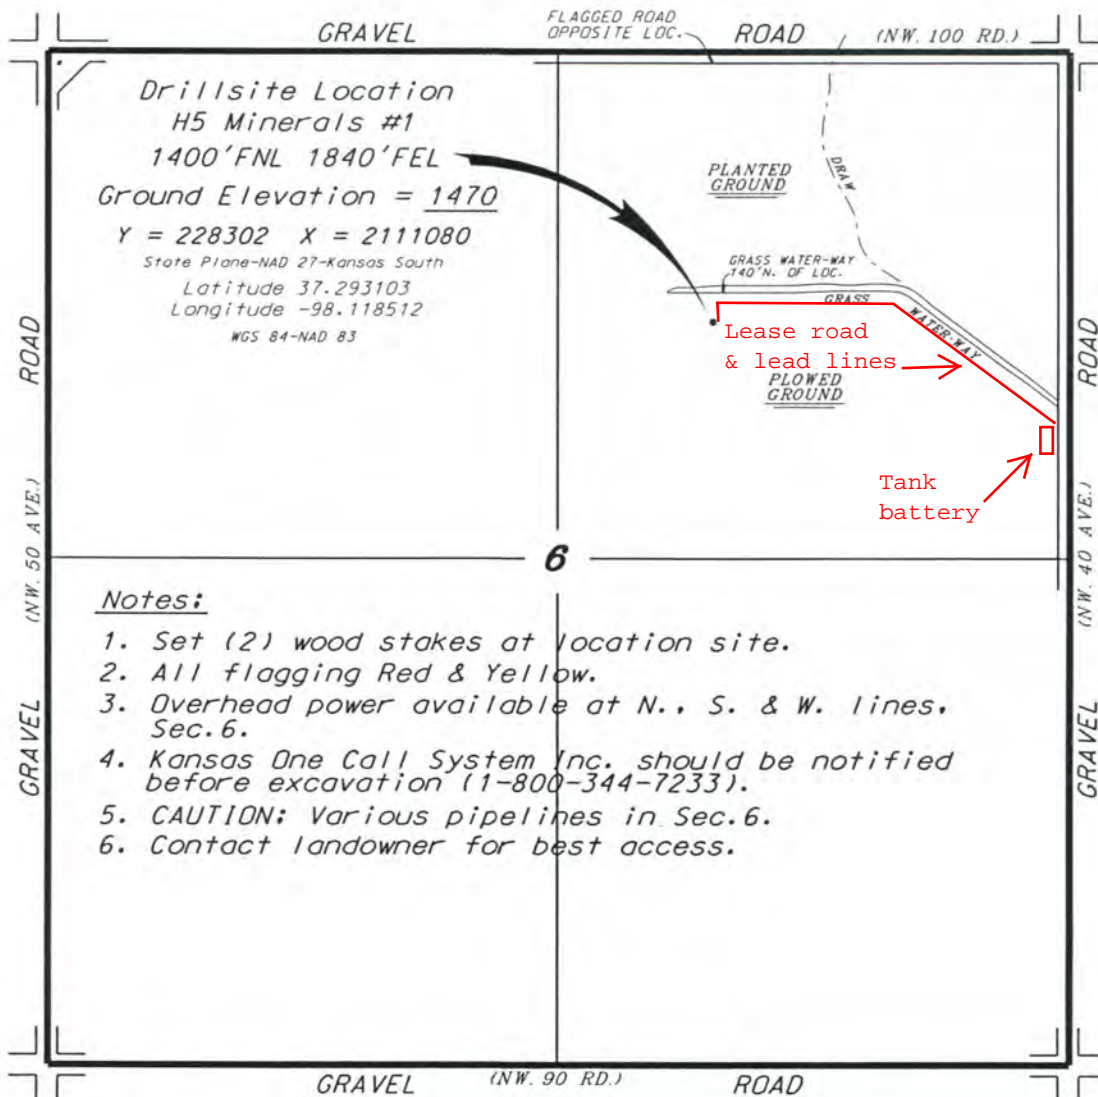 GRAVEL
FLAGGED ROAD
OPPOSITE LOC.
ROAD
(NW. 100 RD.)
Drillsite Location
H5 Minerals #1
1400'FNL 1840'FEL
Ground Elevation = 1470
Y = 228302 X = 2111080
State Plane-NAD 27-Kansas South
Latitude 37.293103
Longitude -98.118512
WGS 84-NAD 83
PLANTED
GROUND
DRAW
GRASS WATER-WAY
140'N. OF LOC.
GRASS
WATER-WAY
Lease road
& lead lines
PLOWED
GROUND
Tank
battery
ROAD
(NW. 50 AVE.)
GRAVEL
ROAD
(NW. 40 AVE.)
GRAVEL
6
Notes:
1. Set (2) wood stakes at location site.
2. All flagging Red & Yellow.
3. Overhead power available at N., S. & W. lines,
Sec.6.
4. Kansas One Call System Inc. should be notified
before excavation (1-800-344-7233).
5. CAUTION: Various pipelines in Sec.6.
6. Contact landowner for best access.
GRAVEL
(NW. 90 RD.)
ROAD